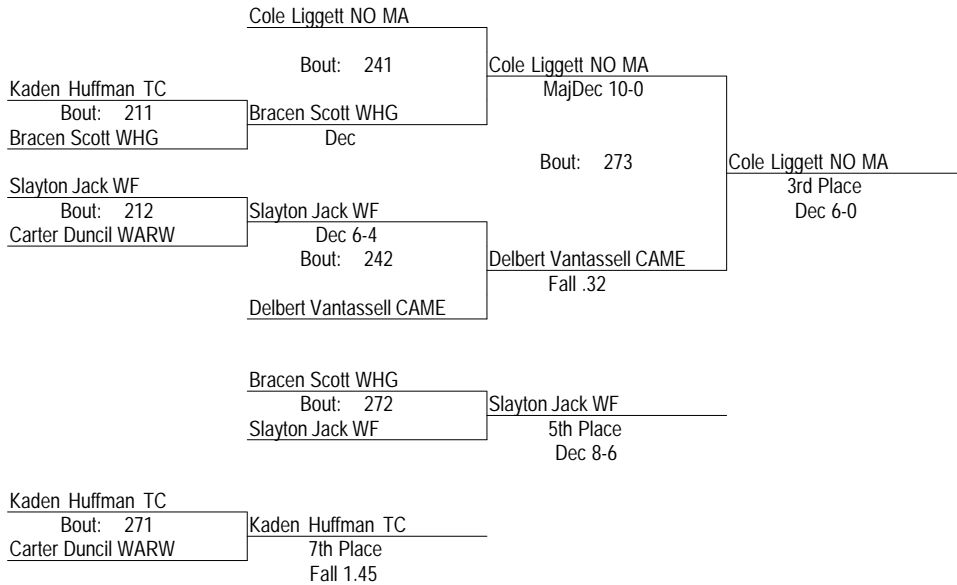 Cole Liggett NO MA
Bout: 241
Cole Liggett NO MA
MajDec 10-0
Kaden Huffman TC
Bout: 211
Bracen Scott WHG
Bracen Scott WHG
Dec
Bout: 273
Cole Liggett NO MA
3rd Place
Dec 6-0
Slayton Jack WF
Bout: 212
Carter Duncil WARW
Slayton Jack WF
Dec 6-4
Bout: 242
Delbert Vantassell CAME
Fall .32
Delbert Vantassell CAME
Bracen Scott WHG
Bout: 272
Slayton Jack WF
Slayton Jack WF
5th Place
Dec 8-6
Kaden Huffman TC
Bout: 271
Carter Duncil WARW
Kaden Huffman TC
7th Place
Fall 1.45